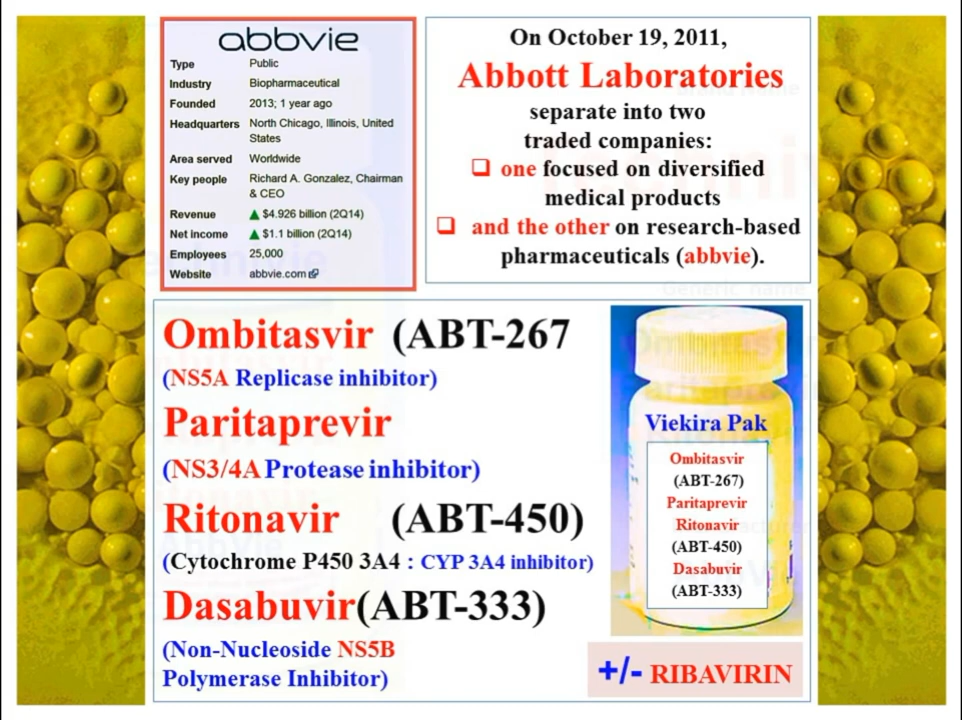 abbvie
Type Public
Industry Biopharmaceutical
Founded 2013; 1 year ago
Headquarters North Chicago, Illinois, United
States
Area served Worldwide
Key people Richard A. Gonzalez, Chairman
& CEO
Revenue ▲ $4.926 billion (2Q14)
Net income ▲ $1.1 billion (2Q14)
Employees 25,000
Website abbvie.com
On October 19, 2011,
Abbott Laboratories
separate into two
traded companies:
❑ one focused on diversified
medical products
❑ and the other on research-based
pharmaceuticals (abbvie).
Ombitasvir (ABT-267
(NS5A Replicase inhibitor)
Paritaprevir
(NS3/4A Protease inhibitor)
Ritonavir (ABT-450)
(Cytochrome P450 3A4 : CYP 3A4 inhibitor)
Dasabuvir(ABT-333)
(Non-Nucleoside NS5B
Polymerase Inhibitor)
Viekira Pak
Ombitasvir
(ABT-267)
Paritaprevir
Ritonavir
(ABT-450)
Dasabuvir
(ABT-333)
+/- RIBAVIRIN